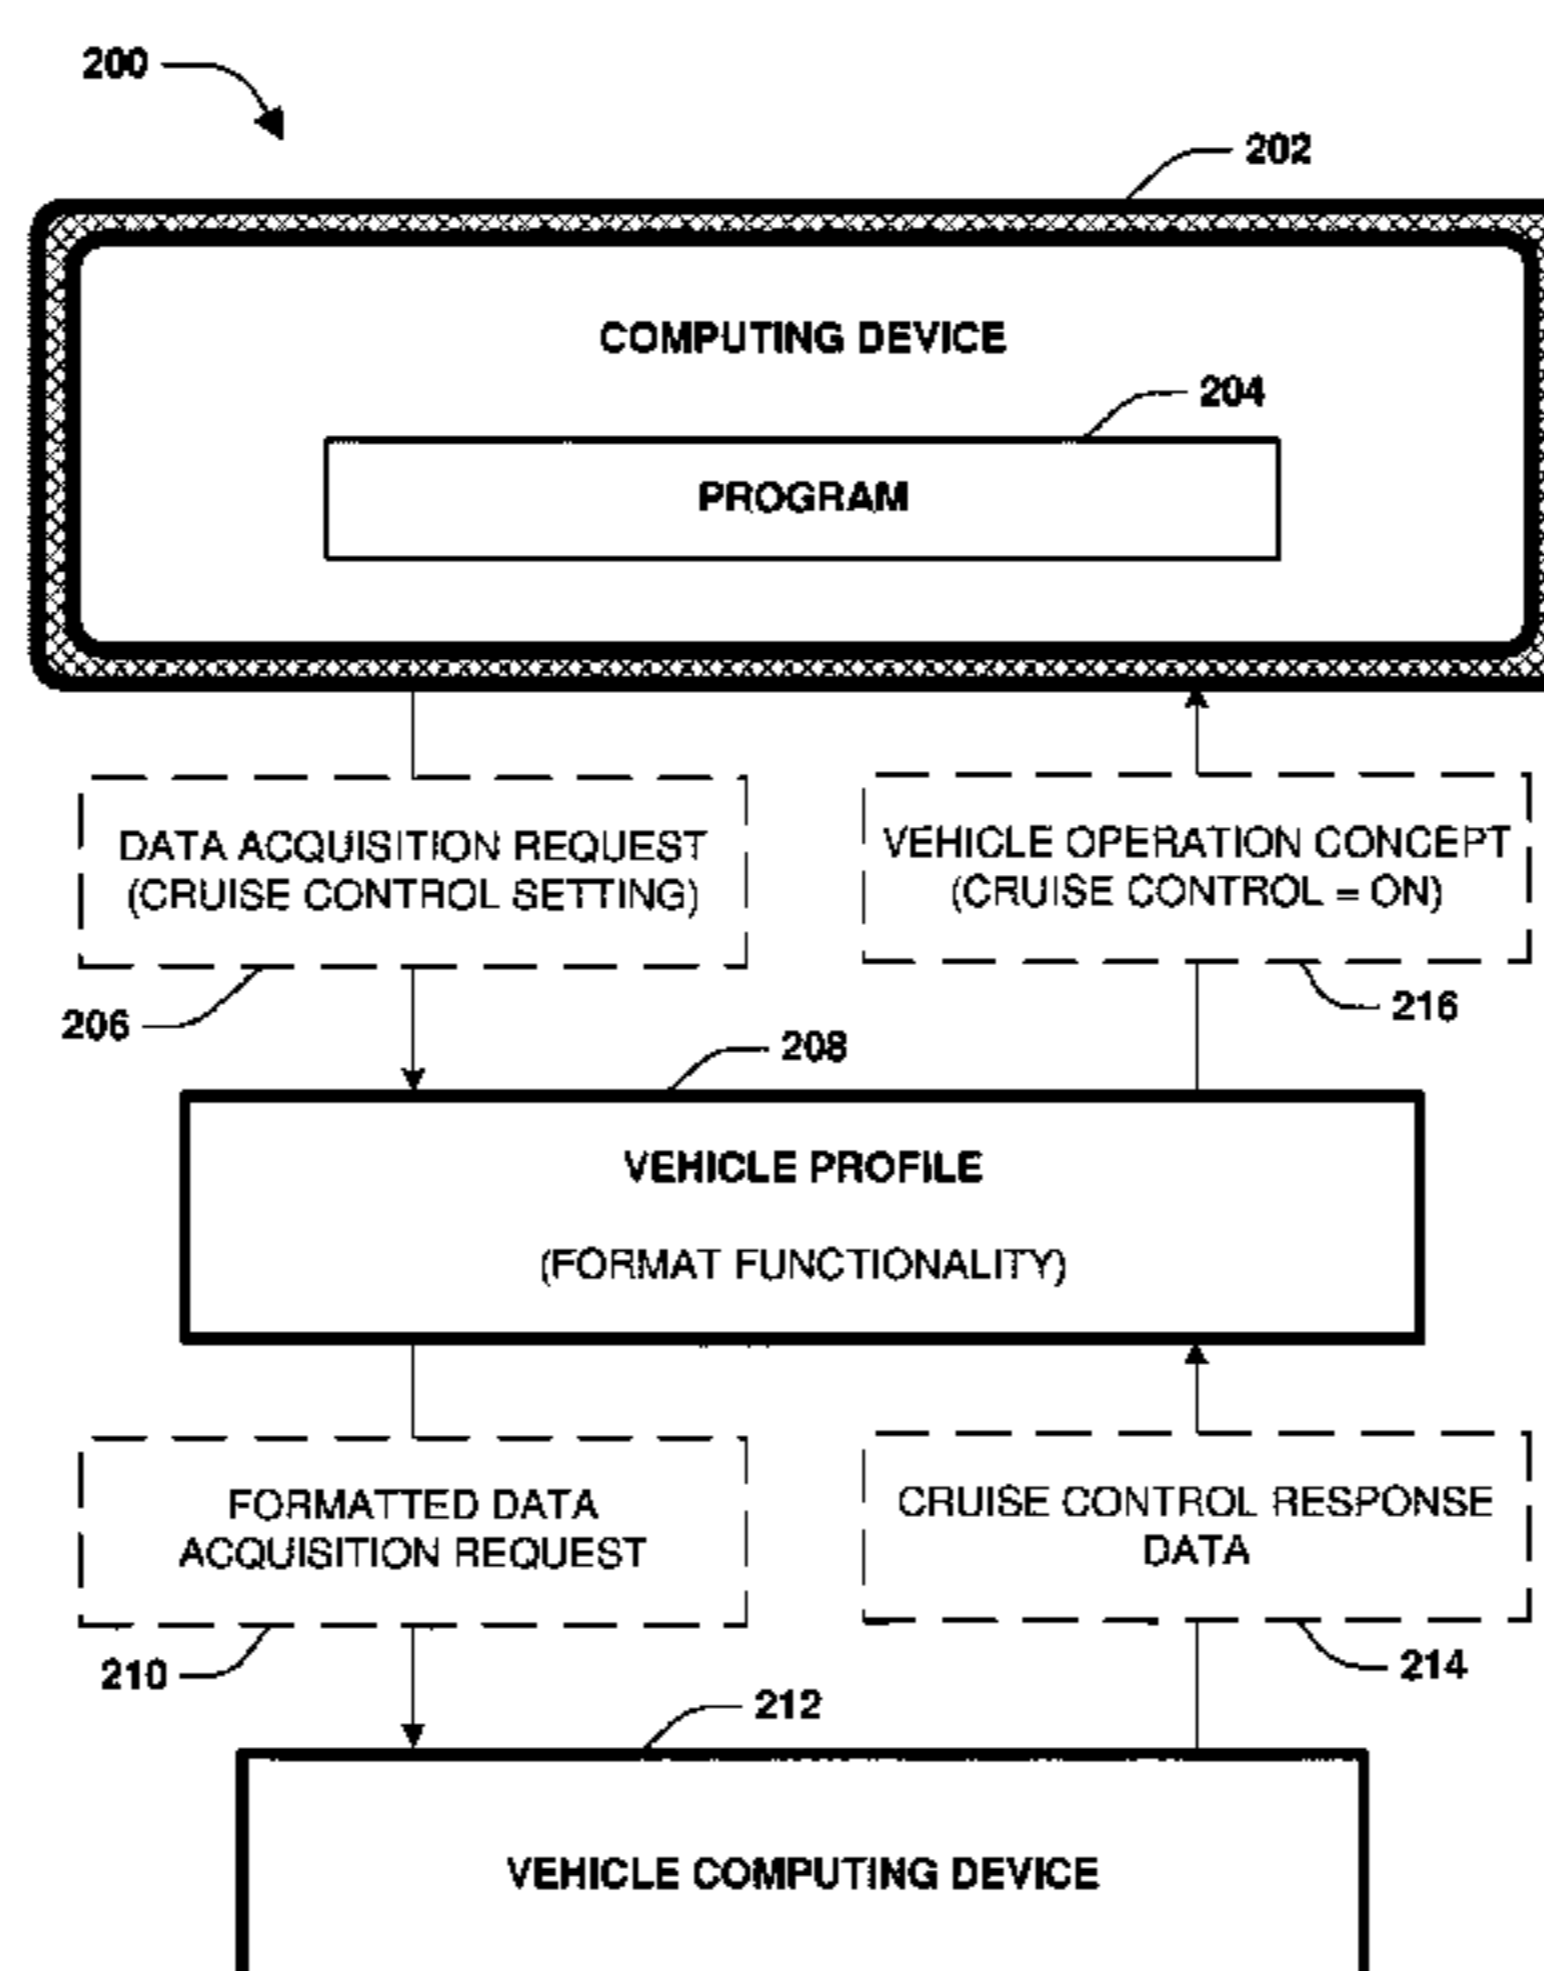 200
202
COMPUTING DEVICE
204
PROGRAM
DATA ACQUISITION REQUEST
(CRUISE CONTROL SETTING)
VEHICLE OPERATION CONCEPT
(CRUISE CONTROL = ON)
206
216
208
VEHICLE PROFILE
(FORMAT FUNCTIONALITY)
FORMATTED DATA
ACQUISITION REQUEST
CRUISE CONTROL RESPONSE
DATA
210
214
212
VEHICLE COMPUTING DEVICE